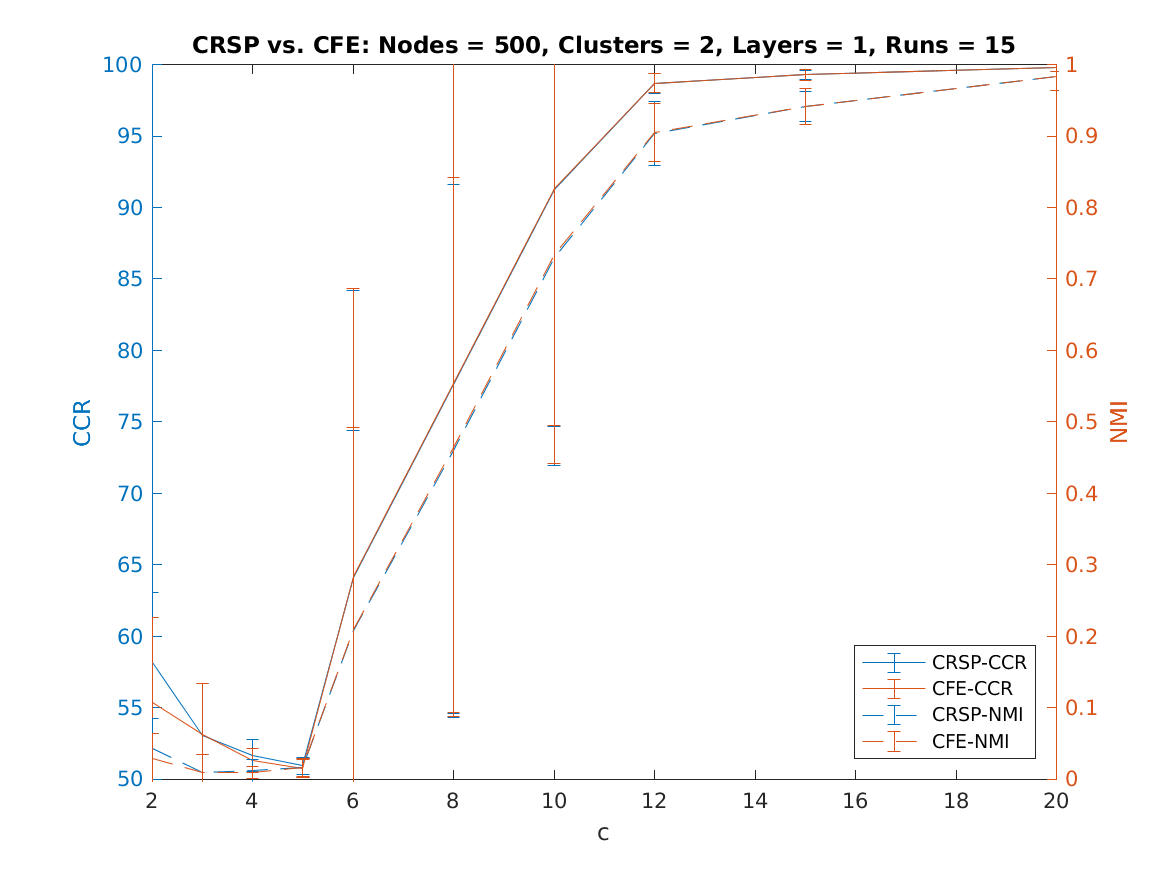 CRSP vs. CFE: Nodes = 500, Clusters = 2, Layers = 1, Runs = 15
100
95
90
85
80
75
70
65
60
55
50
CCR
1
0.9
0.8
0.7
0.6
0.5
0.4
0.3
0.2
0.1
0
NMI
CRSP-CCR
CFE-CCR
CRSP-NMI
CFE-NMI
2 4 6 8 10 12 14 16 18 20
c